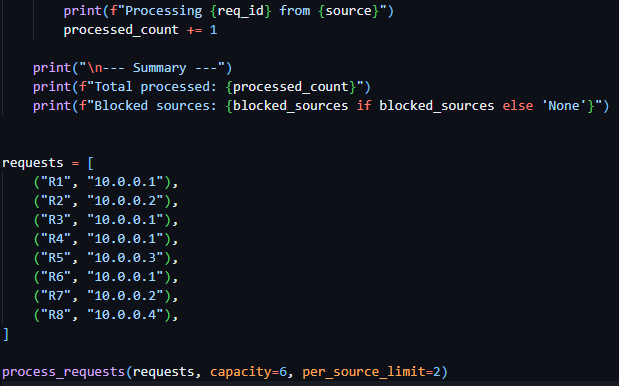 print(f"Processing {req_id} from {source}")
        processed_count += 1

    print("\n--- Summary ---")
    print(f"Total processed: {processed_count}")
    print(f"Blocked sources: {blocked_sources if blocked_sources else 'None'}")


requests = [
    ("R1", "10.0.0.1"),
    ("R2", "10.0.0.2"),
    ("R3", "10.0.0.1"),
    ("R4", "10.0.0.1"),
    ("R5", "10.0.0.3"),
    ("R6", "10.0.0.1"),
    ("R7", "10.0.0.2"),
    ("R8", "10.0.0.4"),
]

process_requests(requests, capacity=6, per_source_limit=2)